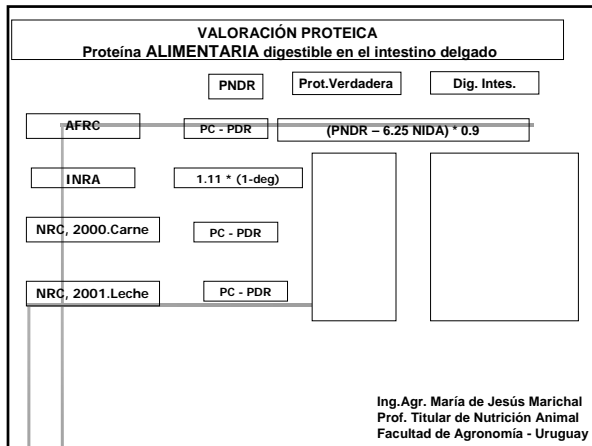 VALORACIÓN PROTEICA
Proteína ALIMENTARIA digestible en el intestino delgado
PNDR Prot.Verdadera Dig. Intes.
AFRC PC - PDR (PNDR – 6.25 NIDA) * 0.9
INRA 1.11 * (1-deg)
NRC, 2000.Carne PC - PDR
NRC, 2001.Leche PC - PDR
Ing.Agr. María de Jesús Marichal
Prof. Titular de Nutrición Animal
Facultad de Agronomía - Uruguay